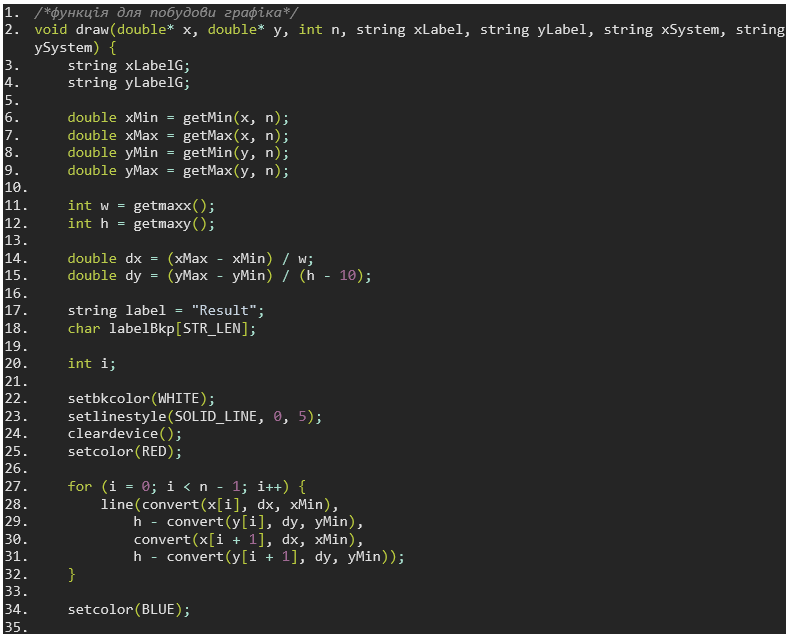 1. /*функція для побудови графіка*/
2. void draw(double* x, double* y, int n, string xLabel, string yLabel, string xSystem, string
ySystem) {
3.     string xLabelG;
4.     string yLabelG;
5.
6.     double xMin = getMin(x, n);
7.     double xMax = getMax(x, n);
8.     double yMin = getMin(y, n);
9.     double yMax = getMax(y, n);
10.
11.     int w = getmaxx();
12.     int h = getmaxy();
13.
14.     double dx = (xMax - xMin) / w;
15.     double dy = (yMax - yMin) / (h - 10);
16.
17.     string label = "Result";
18.     char labelBkp[STR_LEN];
19.
20.     int i;
21.
22.     setbkcolor(WHITE);
23.     setlinestyle(SOLID_LINE, 0, 5);
24.     cleardevice();
25.     setcolor(RED);
26.
27.     for (i = 0; i < n - 1; i++) {
28.         line(convert(x[i], dx, xMin),
29.             h - convert(y[i], dy, yMin),
30.             convert(x[i + 1], dx, xMin),
31.             h - convert(y[i + 1], dy, yMin));
32.     }
33.
34.     setcolor(BLUE);
35.